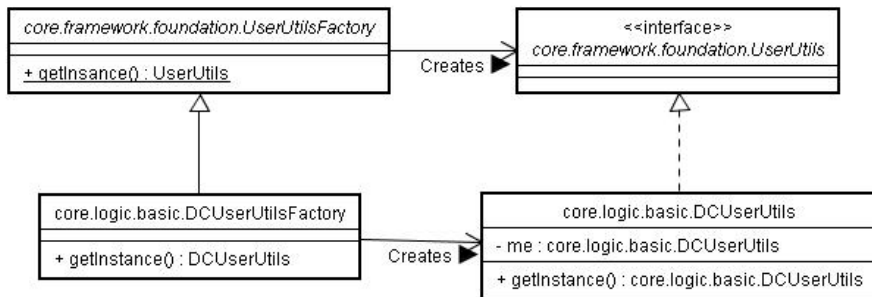 core.framework.foundation.UserUtilsFactory
+ getInsance() : UserUtils
Creates
<<interface>>
core.framework.foundation.UserUtils
core.logic.basic.DCUserUtilsFactory
+ getInstance() : DCUserUtils
Creates
core.logic.basic.DCUserUtils
- me : core.logic.basic.DCUserUtils
+ getInstance() : core.logic.basic.DCUserUtils